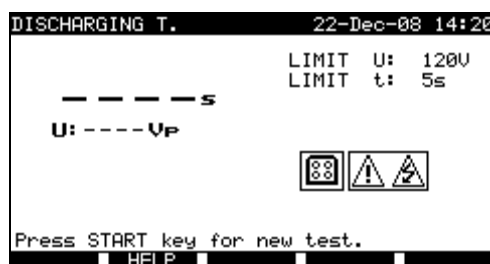 DISCHARGING T. 22-Dec-08 14:20
LIMIT U: 120V
LIMIT t: 5s
----s
U:----Vp
Press START key for new test.
HELP